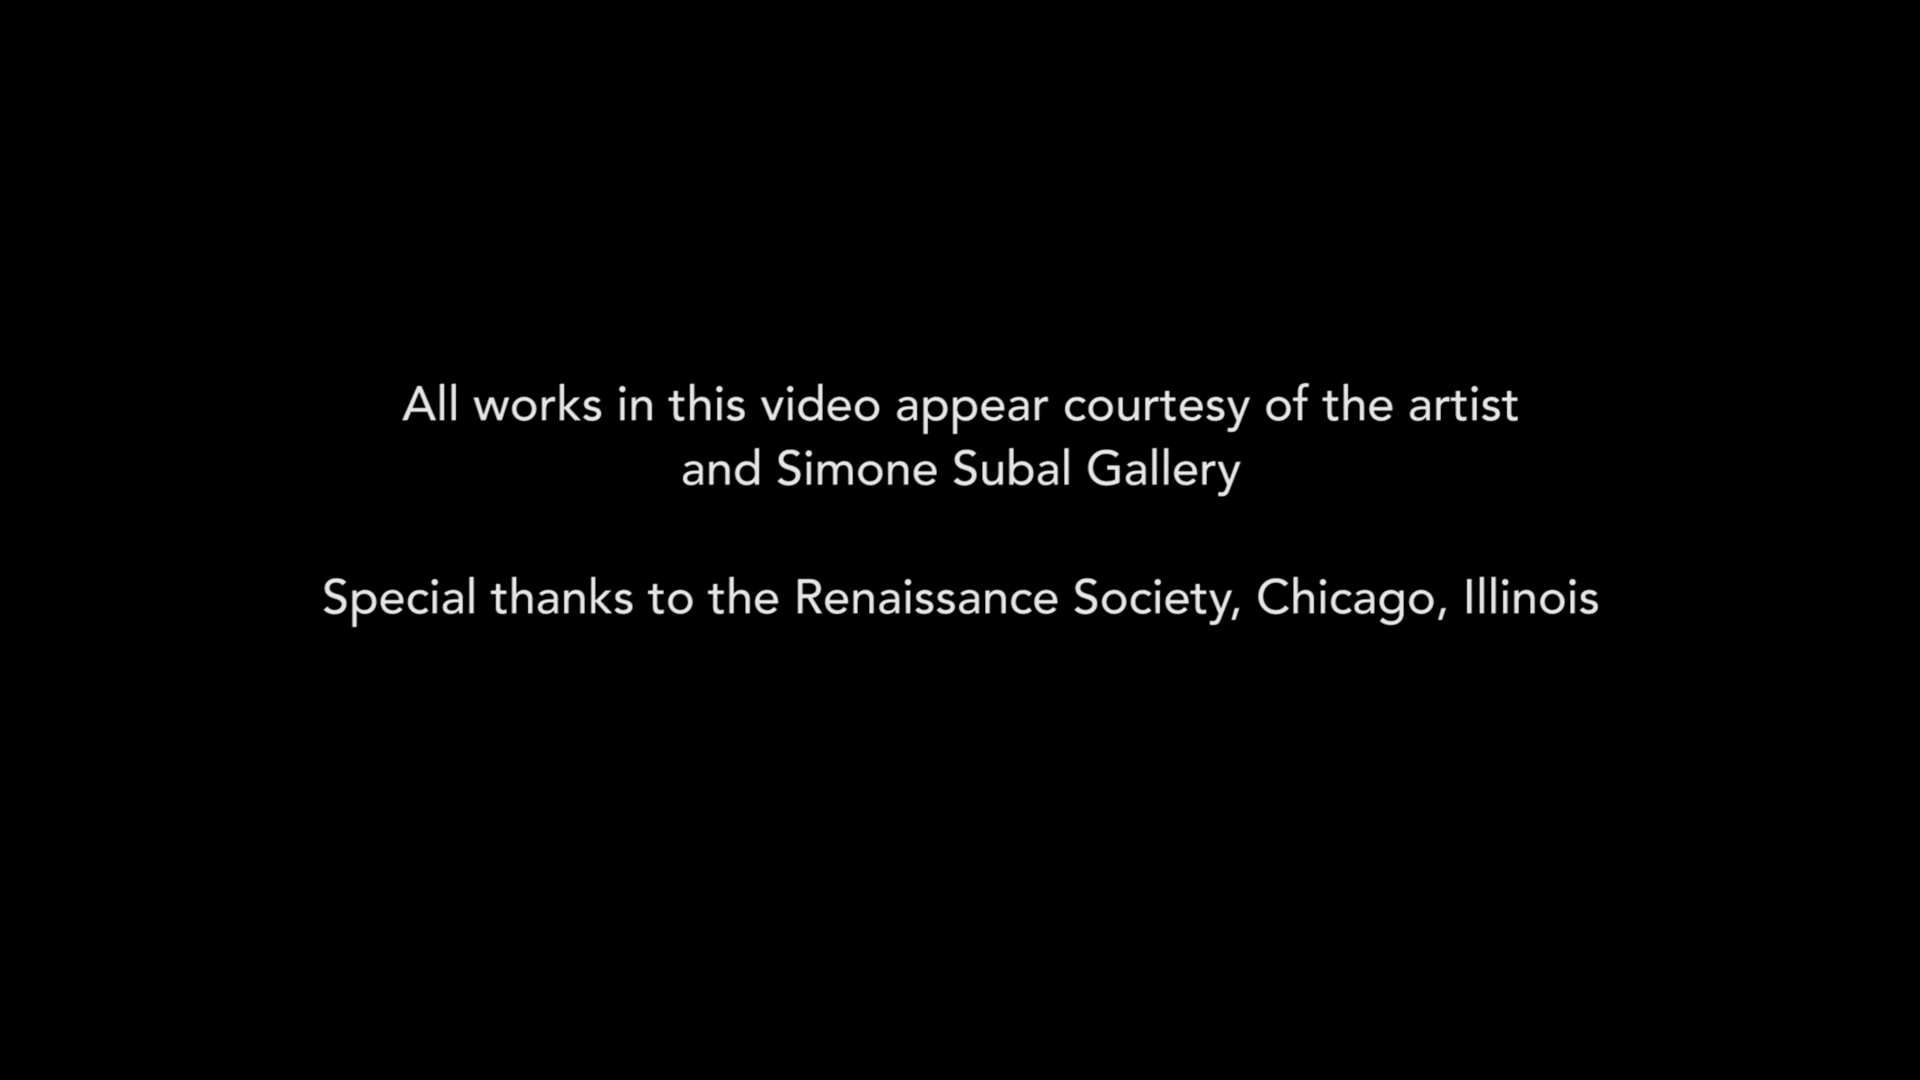 All works in this video appear courtesy of the artist
and Simone Subal Gallery
Special thanks to the Renaissance Society, Chicago, Illinois